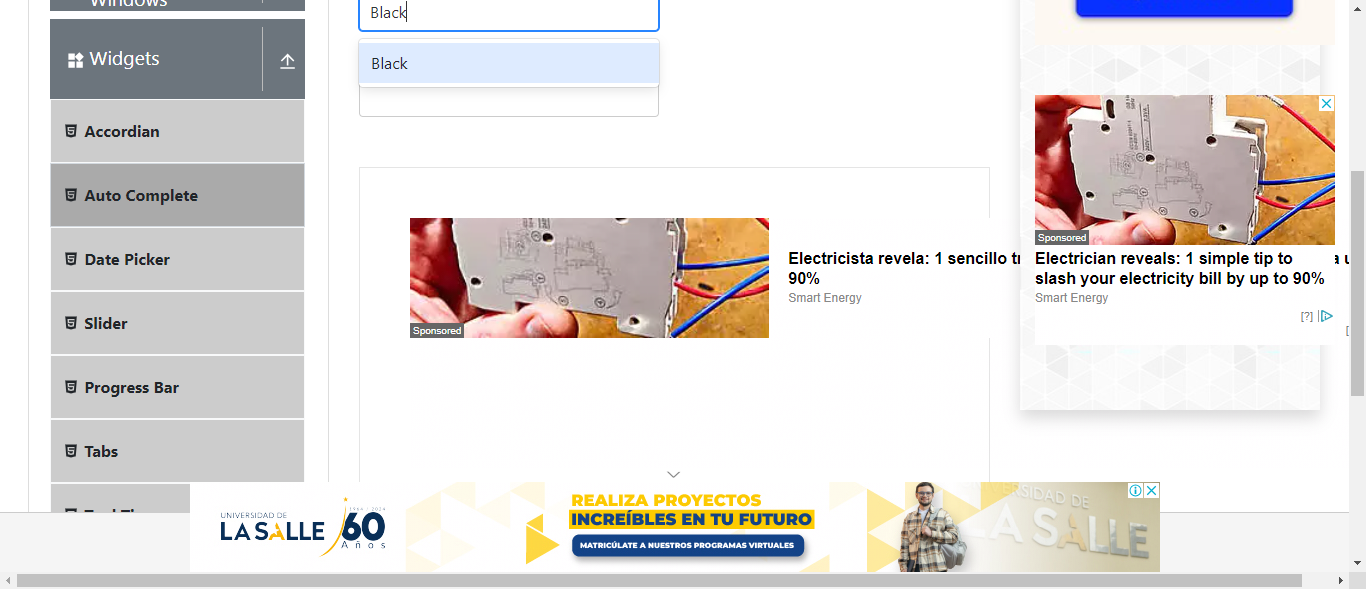 Windows
Widgets
Accordian
Auto Complete
Date Picker
Slider
Progress Bar
Tabs
Black
Black
Sponsored
Electricista revela: 1 sencillo
90%
Smart Energy
Sponsored
Electrician reveals: 1 simple tip to
slash your electricity bill by up to 90%
Smart Energy
[?]
UNIVERSIDAD DE
LA SALLE
60
Años
REALIZA PROYECTOS
INCREÍBLES EN TU FUTURO
MATRICÚLATE A NUESTROS PROGRAMAS VIRTUALES
LA SALLE